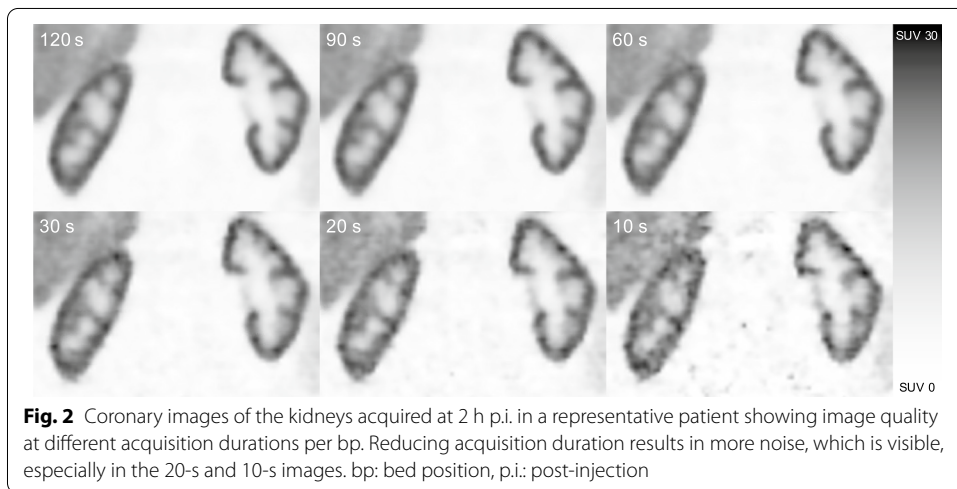 120 s
90 s
60 s
SUV 30
30 s
20 s
10 s
SUV 0
Fig. 2 Coronary images of the kidneys acquired at 2 h p.i. in a representative patient showing image quality
at different acquisition durations per bp. Reducing acquisition duration results in more noise, which is visible,
especially in the 20-s and 10-s images. bp: bed position, p.i.: post-injection